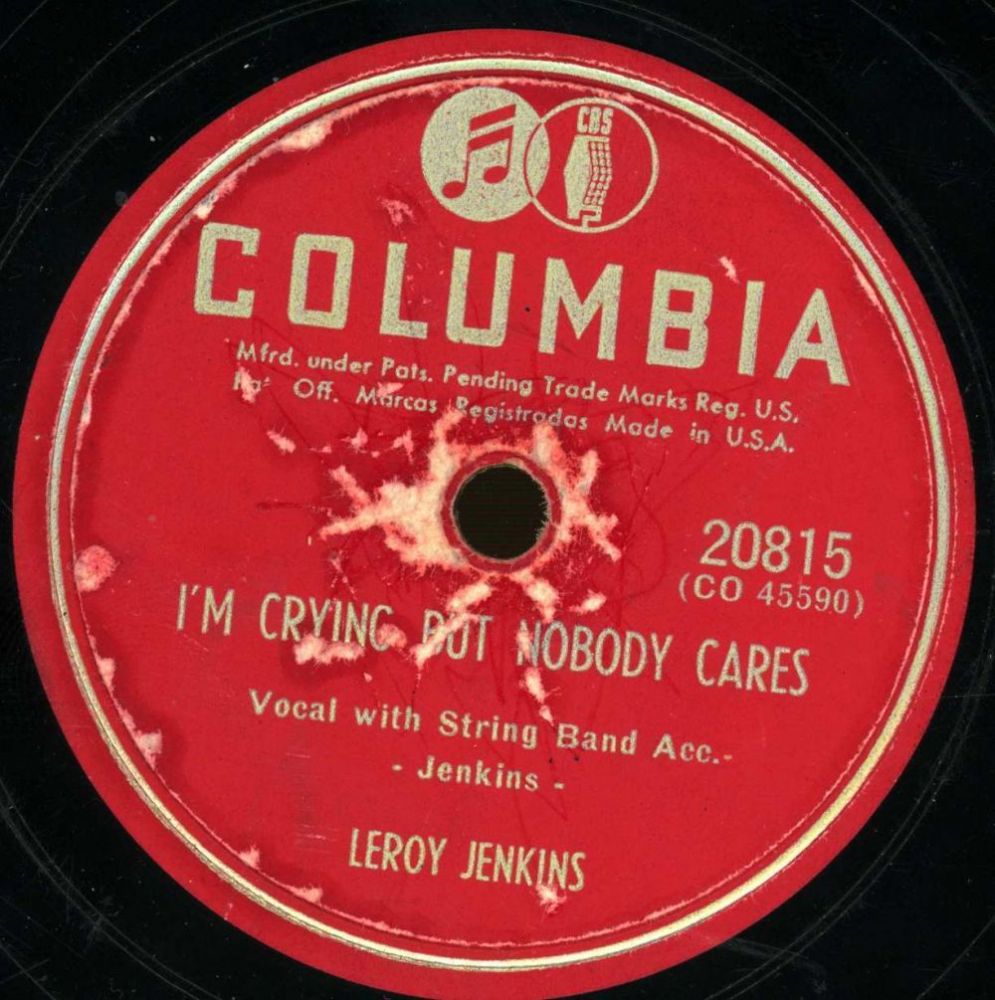 CBS
COLUMBIA
Mfrd. under Pats. Pending Trade Marks Reg. U.S.
Pat Off. Marcas Registradas Made in U.S.A.
20815
(CO 45590)
I'M CRYING BUT NOBODY CARES
Vocal with String Band Acc.-
- Jenkins -
LEROY JENKINS